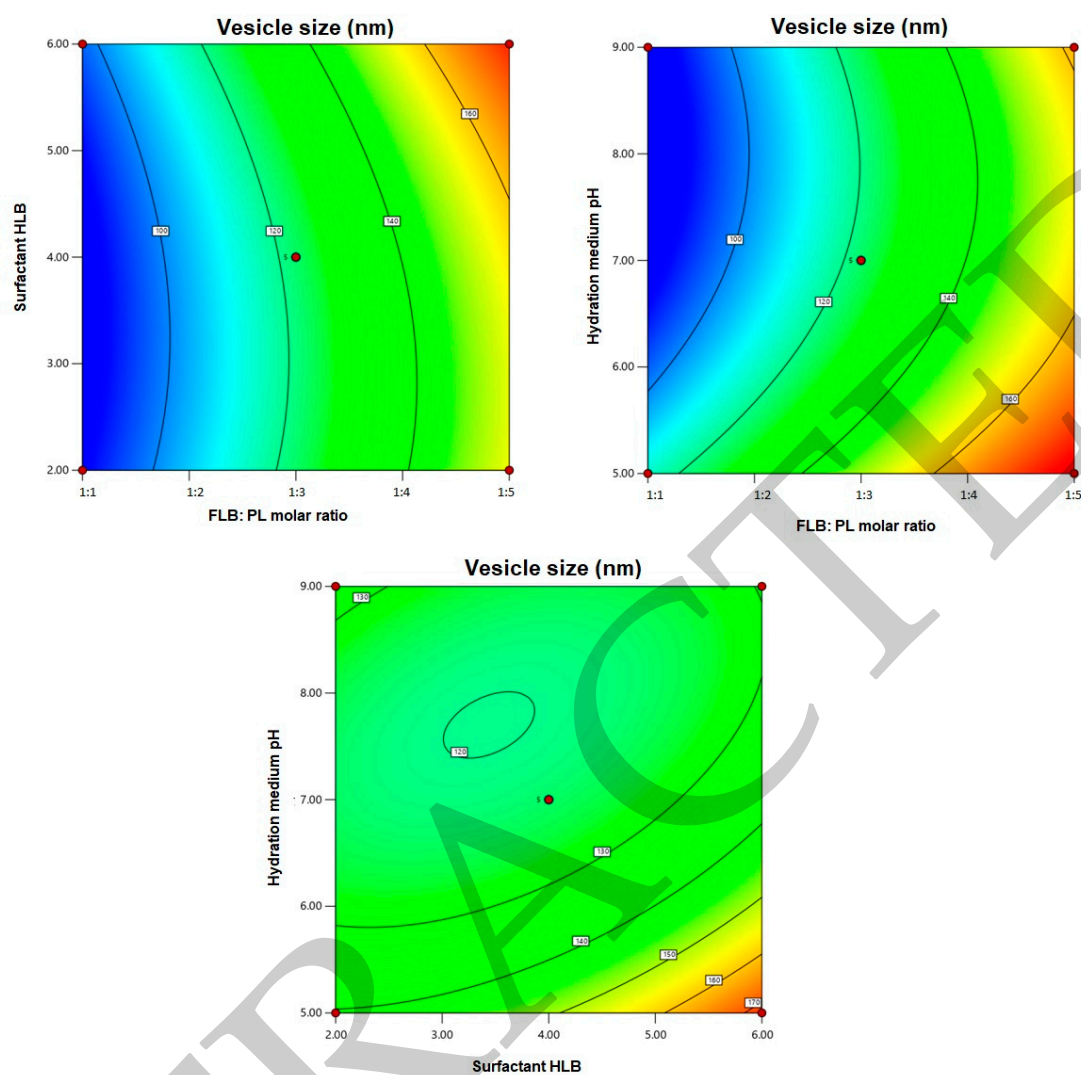 Vesicle size (nm)
6.00
5.00
4.00
3.00
2.00
Surfactant HLB
100
120
140
160
5
1:1 1:2 1:3 1:4 1:5
FLB: PL molar ratio
Vesicle size (nm)
9.00
8.00
7.00
6.00
5.00
Hydration medium pH
100
120
140
160
5
1:1 1:2 1:3 1:4 1:5
FLB: PL molar ratio
Vesicle size (nm)
9.00
8.00
7.00
6.00
5.00
Hydration medium pH
130
120
5
130
140
150
160
170
2.00 3.00 4.00 5.00 6.00
Surfactant HLB
RACTE